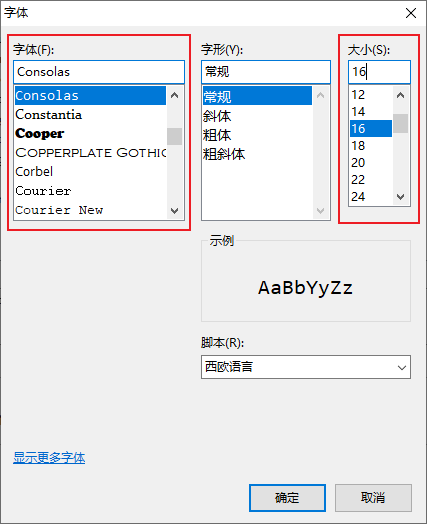 字体
字体(F):
Consolas
Consolas
Constantia
Cooper
COPPERPLATE GOTHIC
Corbel
Courier
Courier New
字形(Y):
常规
常规
斜体
粗体
粗斜体
大小(S):
16
12
14
16
18
20
22
24
示例
AaBbYyZz
脚本(R):
西欧语言
显示更多字体
确定
取消